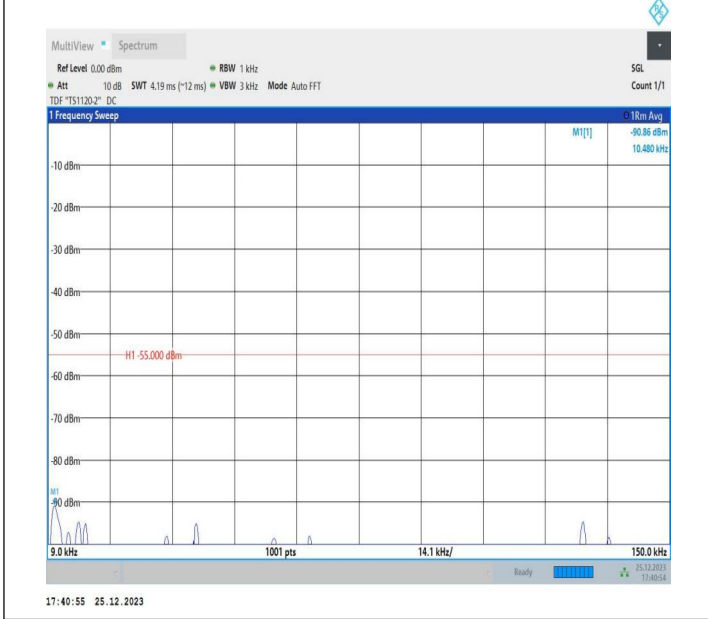 MultiView Spectrum
Ref Level 0.00 dBm RBW 1 kHz SGL
Att 10 dB SWT 4.19 ms (~12 ms) VBW 3 kHz Mode Auto FFT Count 1/1
TDF "TS1120-2" DC
1 Frequency Sweep 1Rm Avg
M1[1] -90.86 dBm
10.480 kHz
-10 dBm
-20 dBm
-30 dBm
-40 dBm
-50 dBm
H1 -55.000 dBm
-60 dBm
-70 dBm
-80 dBm
M1
-90 dBm
9.0 kHz 1001 pts 14.1 kHz/ 150.0 kHz
Ready 25.12.2023
17:40:54
17:40:55 25.12.2023